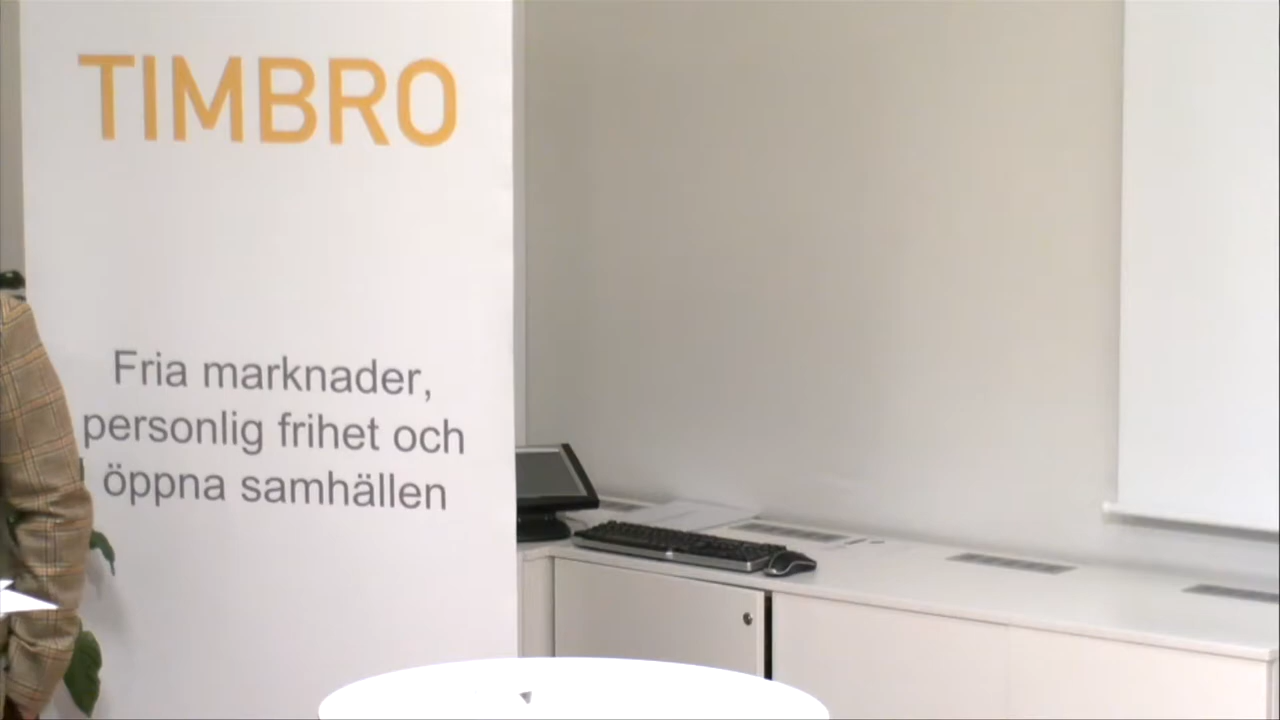 TIMBRO
Fria marknader,
personlig frihet och
öppna samhällen